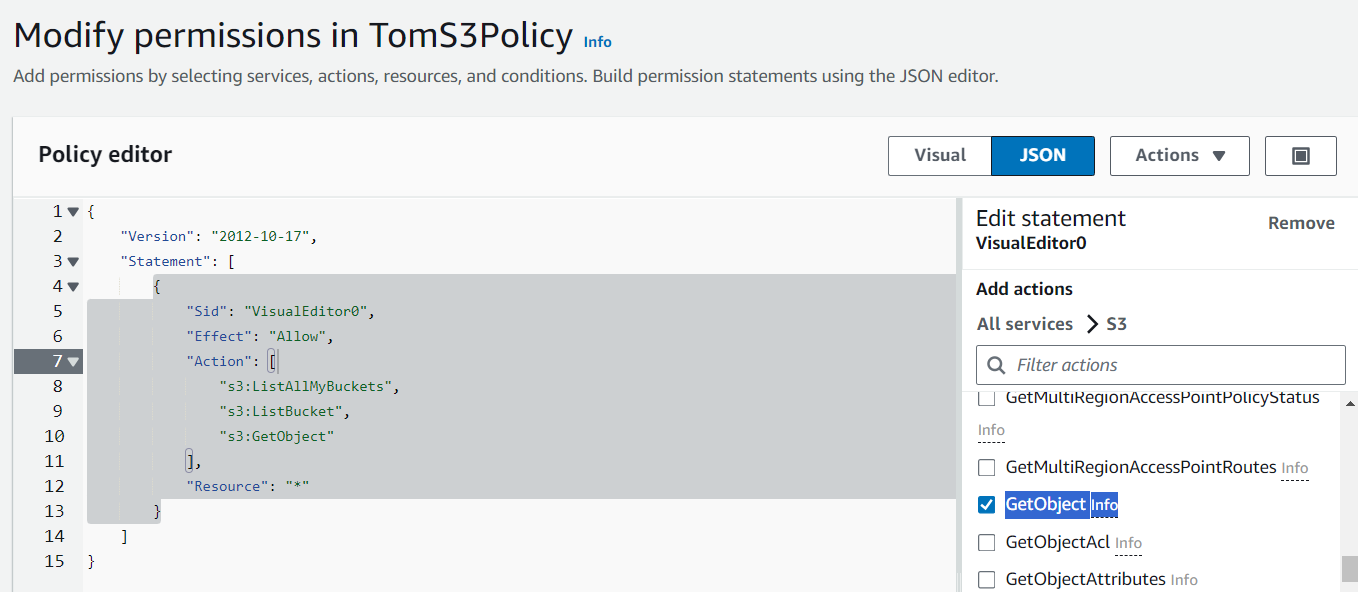 Modify permissions in TomS3Policy Info
Add permissions by selecting services, actions, resources, and conditions. Build permission statements using the JSON editor.
Policy editor
Visual
JSON
Actions
1 {
2 "Version": "2012-10-17",
3 "Statement": [
4 {
5 "Sid": "VisualEditor0",
6 "Effect": "Allow",
7 "Action": [
8 "s3:ListAllMyBuckets",
9 "s3:ListBucket",
10 "s3:GetObject"
11 ],
12 "Resource": "*"
13 }
14 ]
15 }
Edit statement
Remove
VisualEditor0
Add actions
All services > S3
Filter actions
GetMultiRegionAccessPointPolicyStatus
Info
GetMultiRegionAccessPointRoutes Info
GetObject Info
GetObjectAcl Info
GetObjectAttributes Info